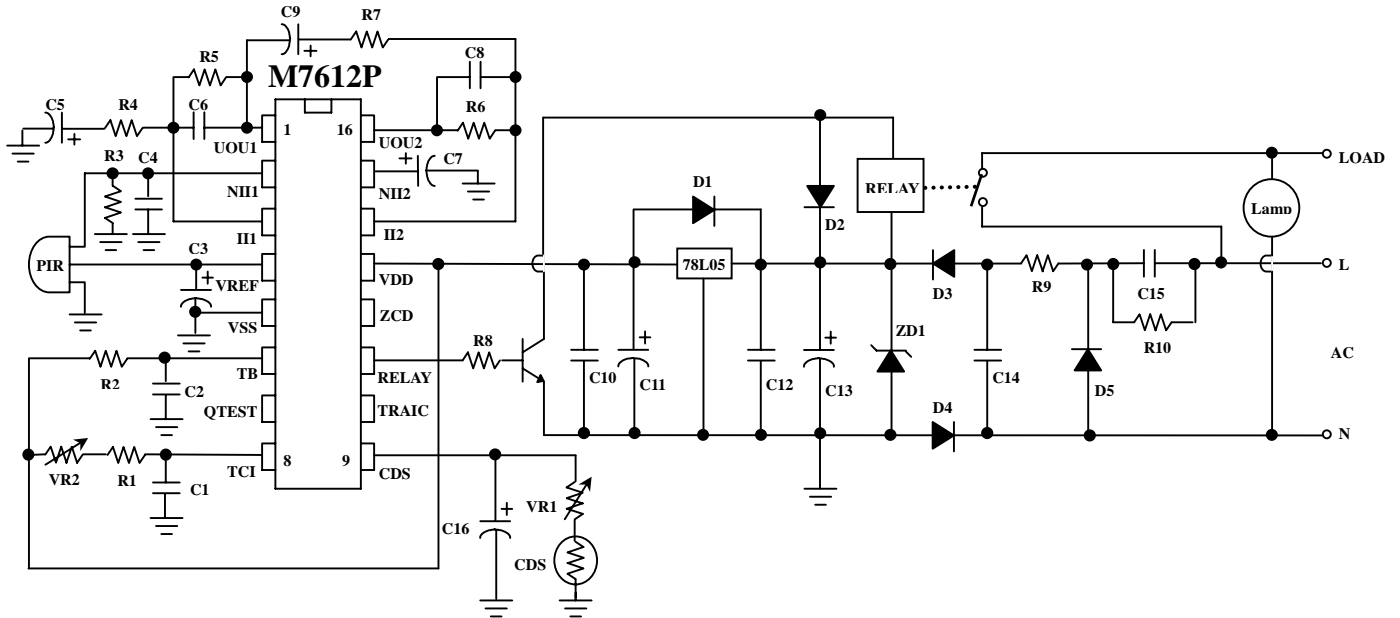 C9
R7
R5
C8
M7612P
C5
R4
C6
R6
1
16
UOU1
UOU2
R3
C4
C7
NII1
NII2
D1
RELAY
D2
LOAD
Lamp
II1
II2
PIR
C3
VREF
VDD
78L05
D3
R9
C15
L
VSS
ZCD
R10
R2
C2
TB
RELAY
R8
C10
C11
C12
C13
ZD1
C14
D5
AC
QTEST
TRAIC
D4
N
VR2
R1
C1
TCI
8
9
CDS
C16
VR1
CDS